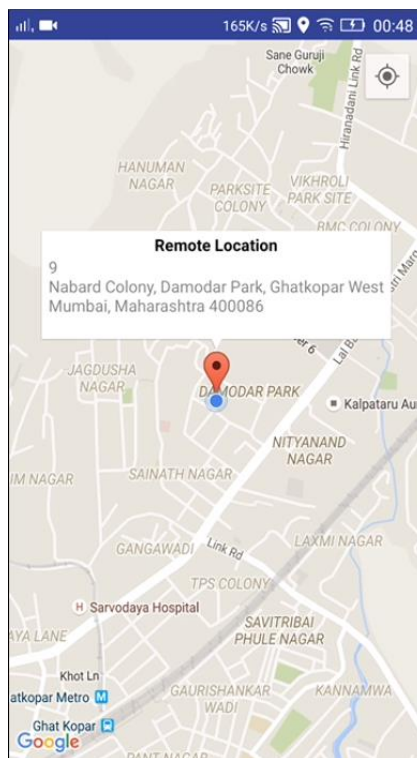 165K/s 00:48
Sane Guruji
Chowk
Hiranadani Link Rd
HANUMAN
NAGAR
PARKSITE
COLONY
VIKHROLI
PARK SITE
BMC COLONY
Remote Location
9
Nabard Colony, Damodar Park, Ghatkopar West
Mumbai, Maharashtra 400086
JAGDUSHA
NAGAR
DAMODAR PARK
Kalpataru Au
NITYANAND
NAGAR
IM NAGAR
SAINATH NAGAR
GANGAWADI
Link Rd
LAXMI NAGAR
TPS COLONY
H Sarvodaya Hospital
SAVITRIBAI
PHULE NAGAR
AYA LANE
Khot Ln
atkopar Metro M
GAURISHANKAR
WADI
KANNAMWA
Ghat Kopar
Google
PANT NAGAR